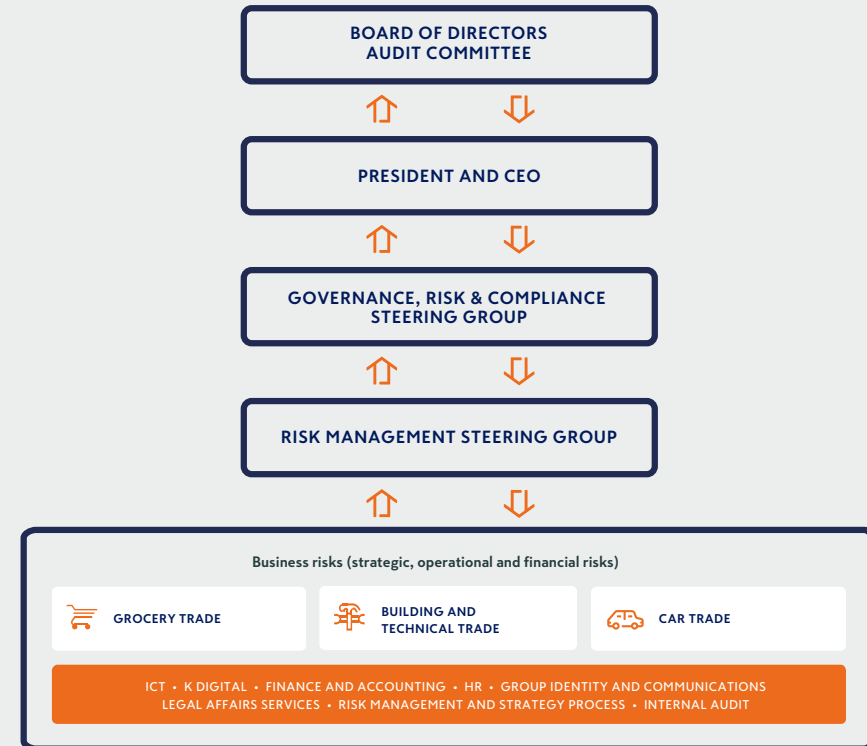 BOARD OF DIRECTORS
AUDIT COMMITTEE
PRESIDENT AND CEO
GOVERNANCE, RISK & COMPLIANCE
STEERING GROUP
RISK MANAGEMENT STEERING GROUP
Business risks (strategic, operational and financial risks)
GROCERY TRADE
BUILDING AND
TECHNICAL TRADE
CAR TRADE
ICT • K DIGITAL • FINANCE AND ACCOUNTING • HR • GROUP IDENTITY AND COMMUNICATIONS
LEGAL AFFAIRS SERVICES • RISK MANAGEMENT AND STRATEGY PROCESS • INTERNAL AUDIT